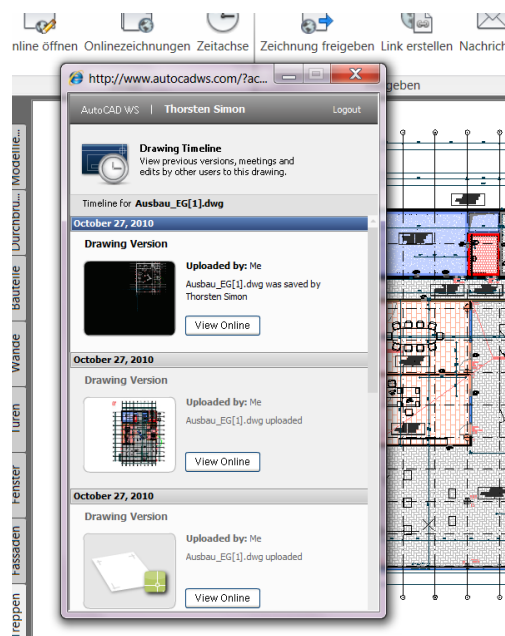 nline öffnen Onlinezeichnungen Zeitachse Zeichnung freigeben Link erstellen Nachrich
geben
http://www.autocadws.com/?ac...
AutoCAD WS | Thorsten Simon Logout
Drawing Timeline
View previous versions, meetings and
edits by other users to this drawing.
Timeline for Ausbau_EG[1].dwg
October 27, 2010
Drawing Version
Uploaded by: Me
Ausbau_EG[1].dwg was saved by
Thorsten Simon
View Online
October 27, 2010
Drawing Version
Uploaded by: Me
Ausbau_EG[1].dwg uploaded
View Online
October 27, 2010
Drawing Version
Uploaded by: Me
Ausbau_EG[1].dwg uploaded
View Online
Modellie...
Durchbrü...
Bauteile
Wände
Türen
Fenster
Fassaden
Treppen